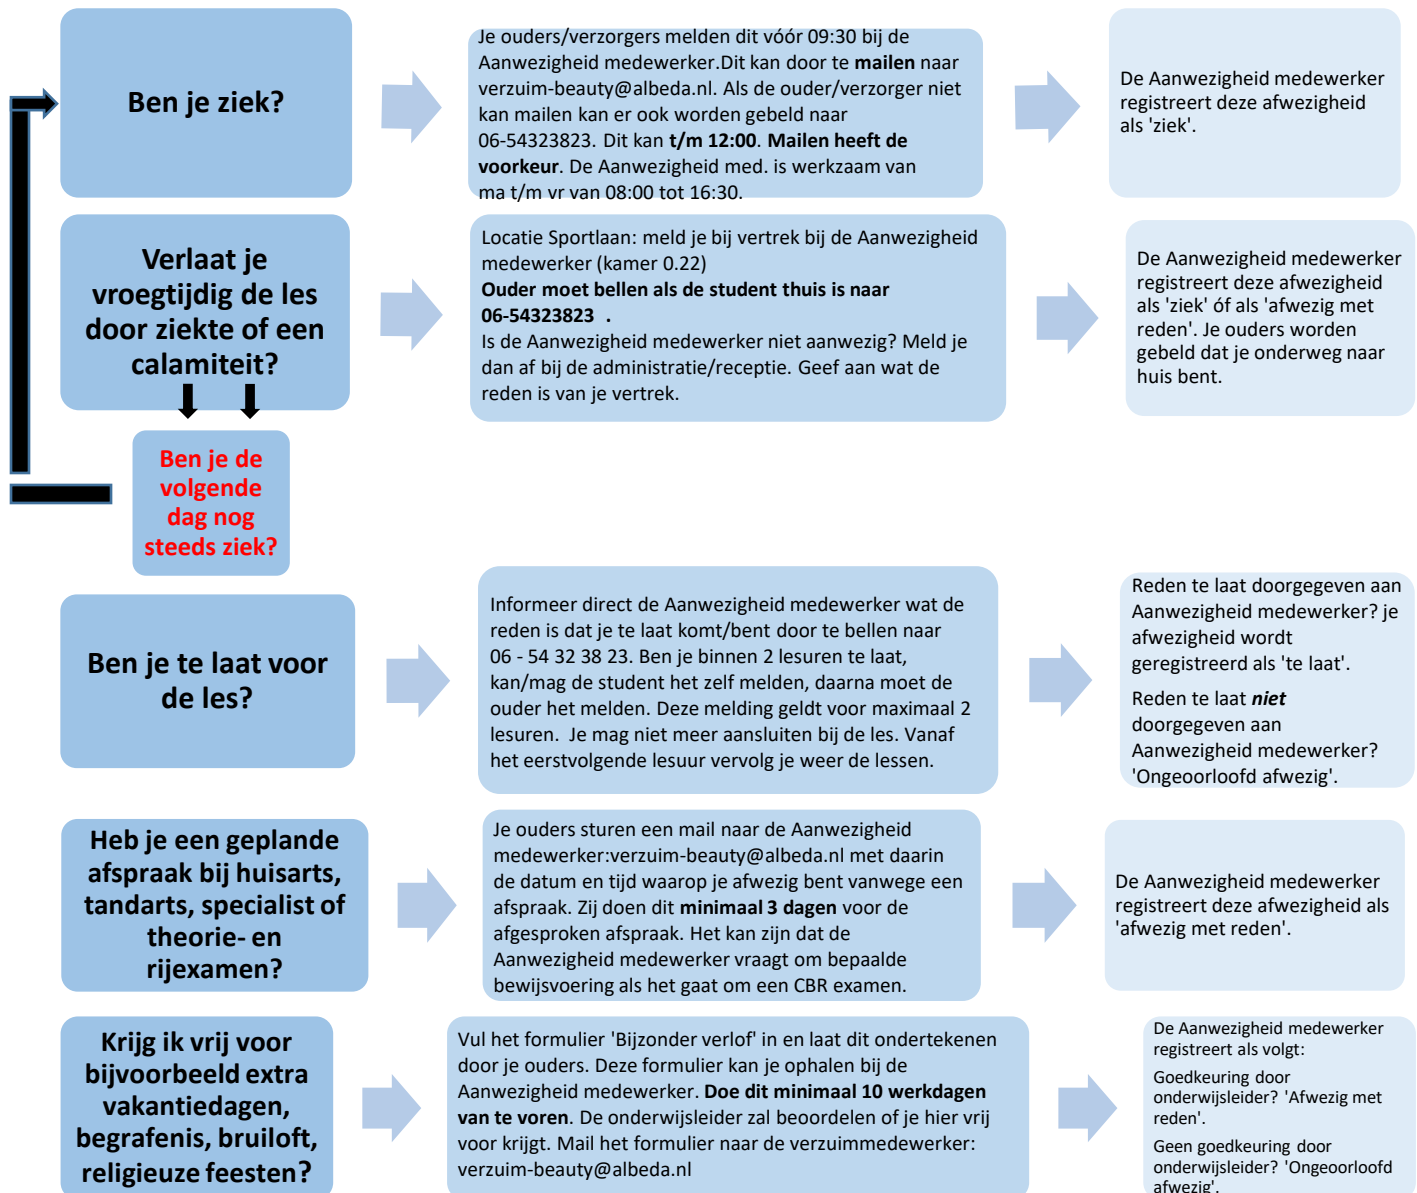 Ben je ziek?
Je ouders/verzorgers melden dit vóór 09:30 bij de
Aanwezigheid medewerker.Dit kan door te mailen naar
verzuim-beauty@albeda.nl. Als de ouder/verzorger niet
kan mailen kan er ook worden gebeld naar
06-54323823. Dit kan t/m 12:00. Mailen heeft de
voorkeur. De Aanwezigheid med. is werkzaam van
ma t/m vr van 08:00 tot 16:30.
De Aanwezigheid medewerker
registreert deze afwezigheid
als 'ziek'.
Verlaat je
vroegtijdig de les
door ziekte of een
calamiteit?
Locatie Sportlaan: meld je bij vertrek bij de Aanwezigheid
medewerker (kamer 0.22)
Ouder moet bellen als de student thuis is naar
06-54323823 .
Is de Aanwezigheid medewerker niet aanwezig? Meld je
dan af bij de administratie/receptie. Geef aan wat de
reden is van je vertrek.
De Aanwezigheid medewerker
registreert deze afwezigheid
als 'ziek' óf als 'afwezig met
reden'. Je ouders worden
gebeld dat je onderweg naar
huis bent.
Ben je de
volgende
dag nog
steeds ziek?
Ben je te laat voor
de les?
Informeer direct de Aanwezigheid medewerker wat de
reden is dat je te laat komt/bent door te bellen naar
06 - 54 32 38 23. Ben je binnen 2 lesuren te laat,
kan/mag de student het zelf melden, daarna moet de
ouder het melden. Deze melding geldt voor maximaal 2
lesuren. Je mag niet meer aansluiten bij de les. Vanaf
het eerstvolgende lesuur vervolg je weer de lessen.
Reden te laat doorgegeven aan
Aanwezigheid medewerker? je
afwezigheid wordt
geregistreerd als 'te laat'.
Reden te laat niet
doorgegeven aan
Aanwezigheid medewerker?
'Ongeoorloofd afwezig'.
Heb je een geplande
afspraak bij huisarts,
tandarts, specialist of
theorie- en
rijexamen?
Je ouders sturen een mail naar de Aanwezigheid
medewerker:verzuim-beauty@albeda.nl met daarin
de datum en tijd waarop je afwezig bent vanwege een
afspraak. Zij doen dit minimaal 3 dagen voor de
afgesproken afspraak. Het kan zijn dat de
Aanwezigheid medewerker vraagt om bepaalde
bewijsvoering als het gaat om een CBR examen.
De Aanwezigheid medewerker
registreert deze afwezigheid als
'afwezig met reden'.
Krijg ik vrij voor
bijvoorbeeld extra
vakantiedagen,
begrafenis, bruiloft,
religieuze feesten?
Vul het formulier 'Bijzonder verlof' in en laat dit ondertekenen
door je ouders. Deze formulier kan je ophalen bij de
Aanwezigheid medewerker. Doe dit minimaal 10 werkdagen
van te voren. De onderwijsleider zal beoordelen of je hier vrij
voor krijgt. Mail het formulier naar de verzuimmedewerker:
verzuim-beauty@albeda.nl
De Aanwezigheid medewerker
registreert als volgt:
Goedkeuring door
onderwijsleider? 'Afwezig met
reden'.
Geen goedkeuring door
onderwijsleider? 'Ongeoorloofd
afwezig'.